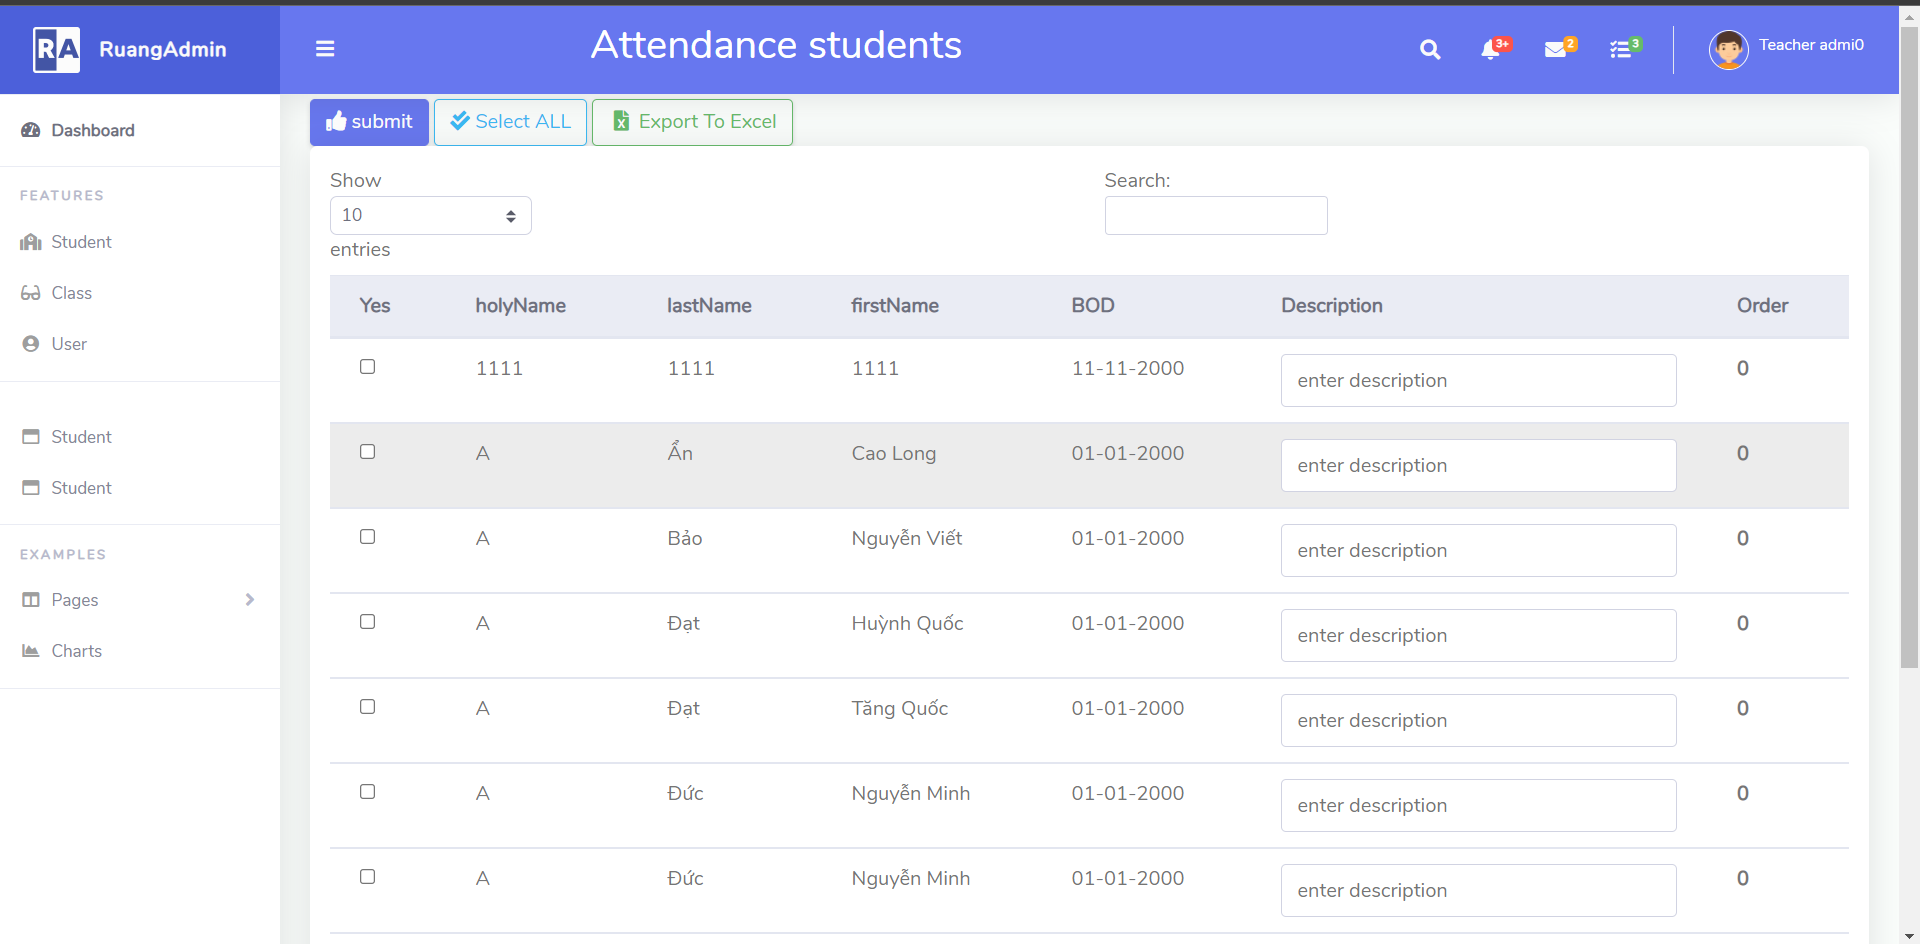 RA RuangAdmin
Attendance students
3+
2
3
Teacher admi0
Dashboard
FEATURES
Student
Class
User
Student
Student
EXAMPLES
Pages
Charts
submit
Select ALL
Export To Excel
Show
10
entries
Search:
Yes holyName lastName firstName BOD Description Order
1111 1111 1111 11-11-2000 enter description 0
A Ẩn Cao Long 01-01-2000 enter description 0
A Bảo Nguyễn Viết 01-01-2000 enter description 0
A Đạt Huỳnh Quốc 01-01-2000 enter description 0
A Đạt Tăng Quốc 01-01-2000 enter description 0
A Đức Nguyễn Minh 01-01-2000 enter description 0
A Đức Nguyễn Minh 01-01-2000 enter description 0